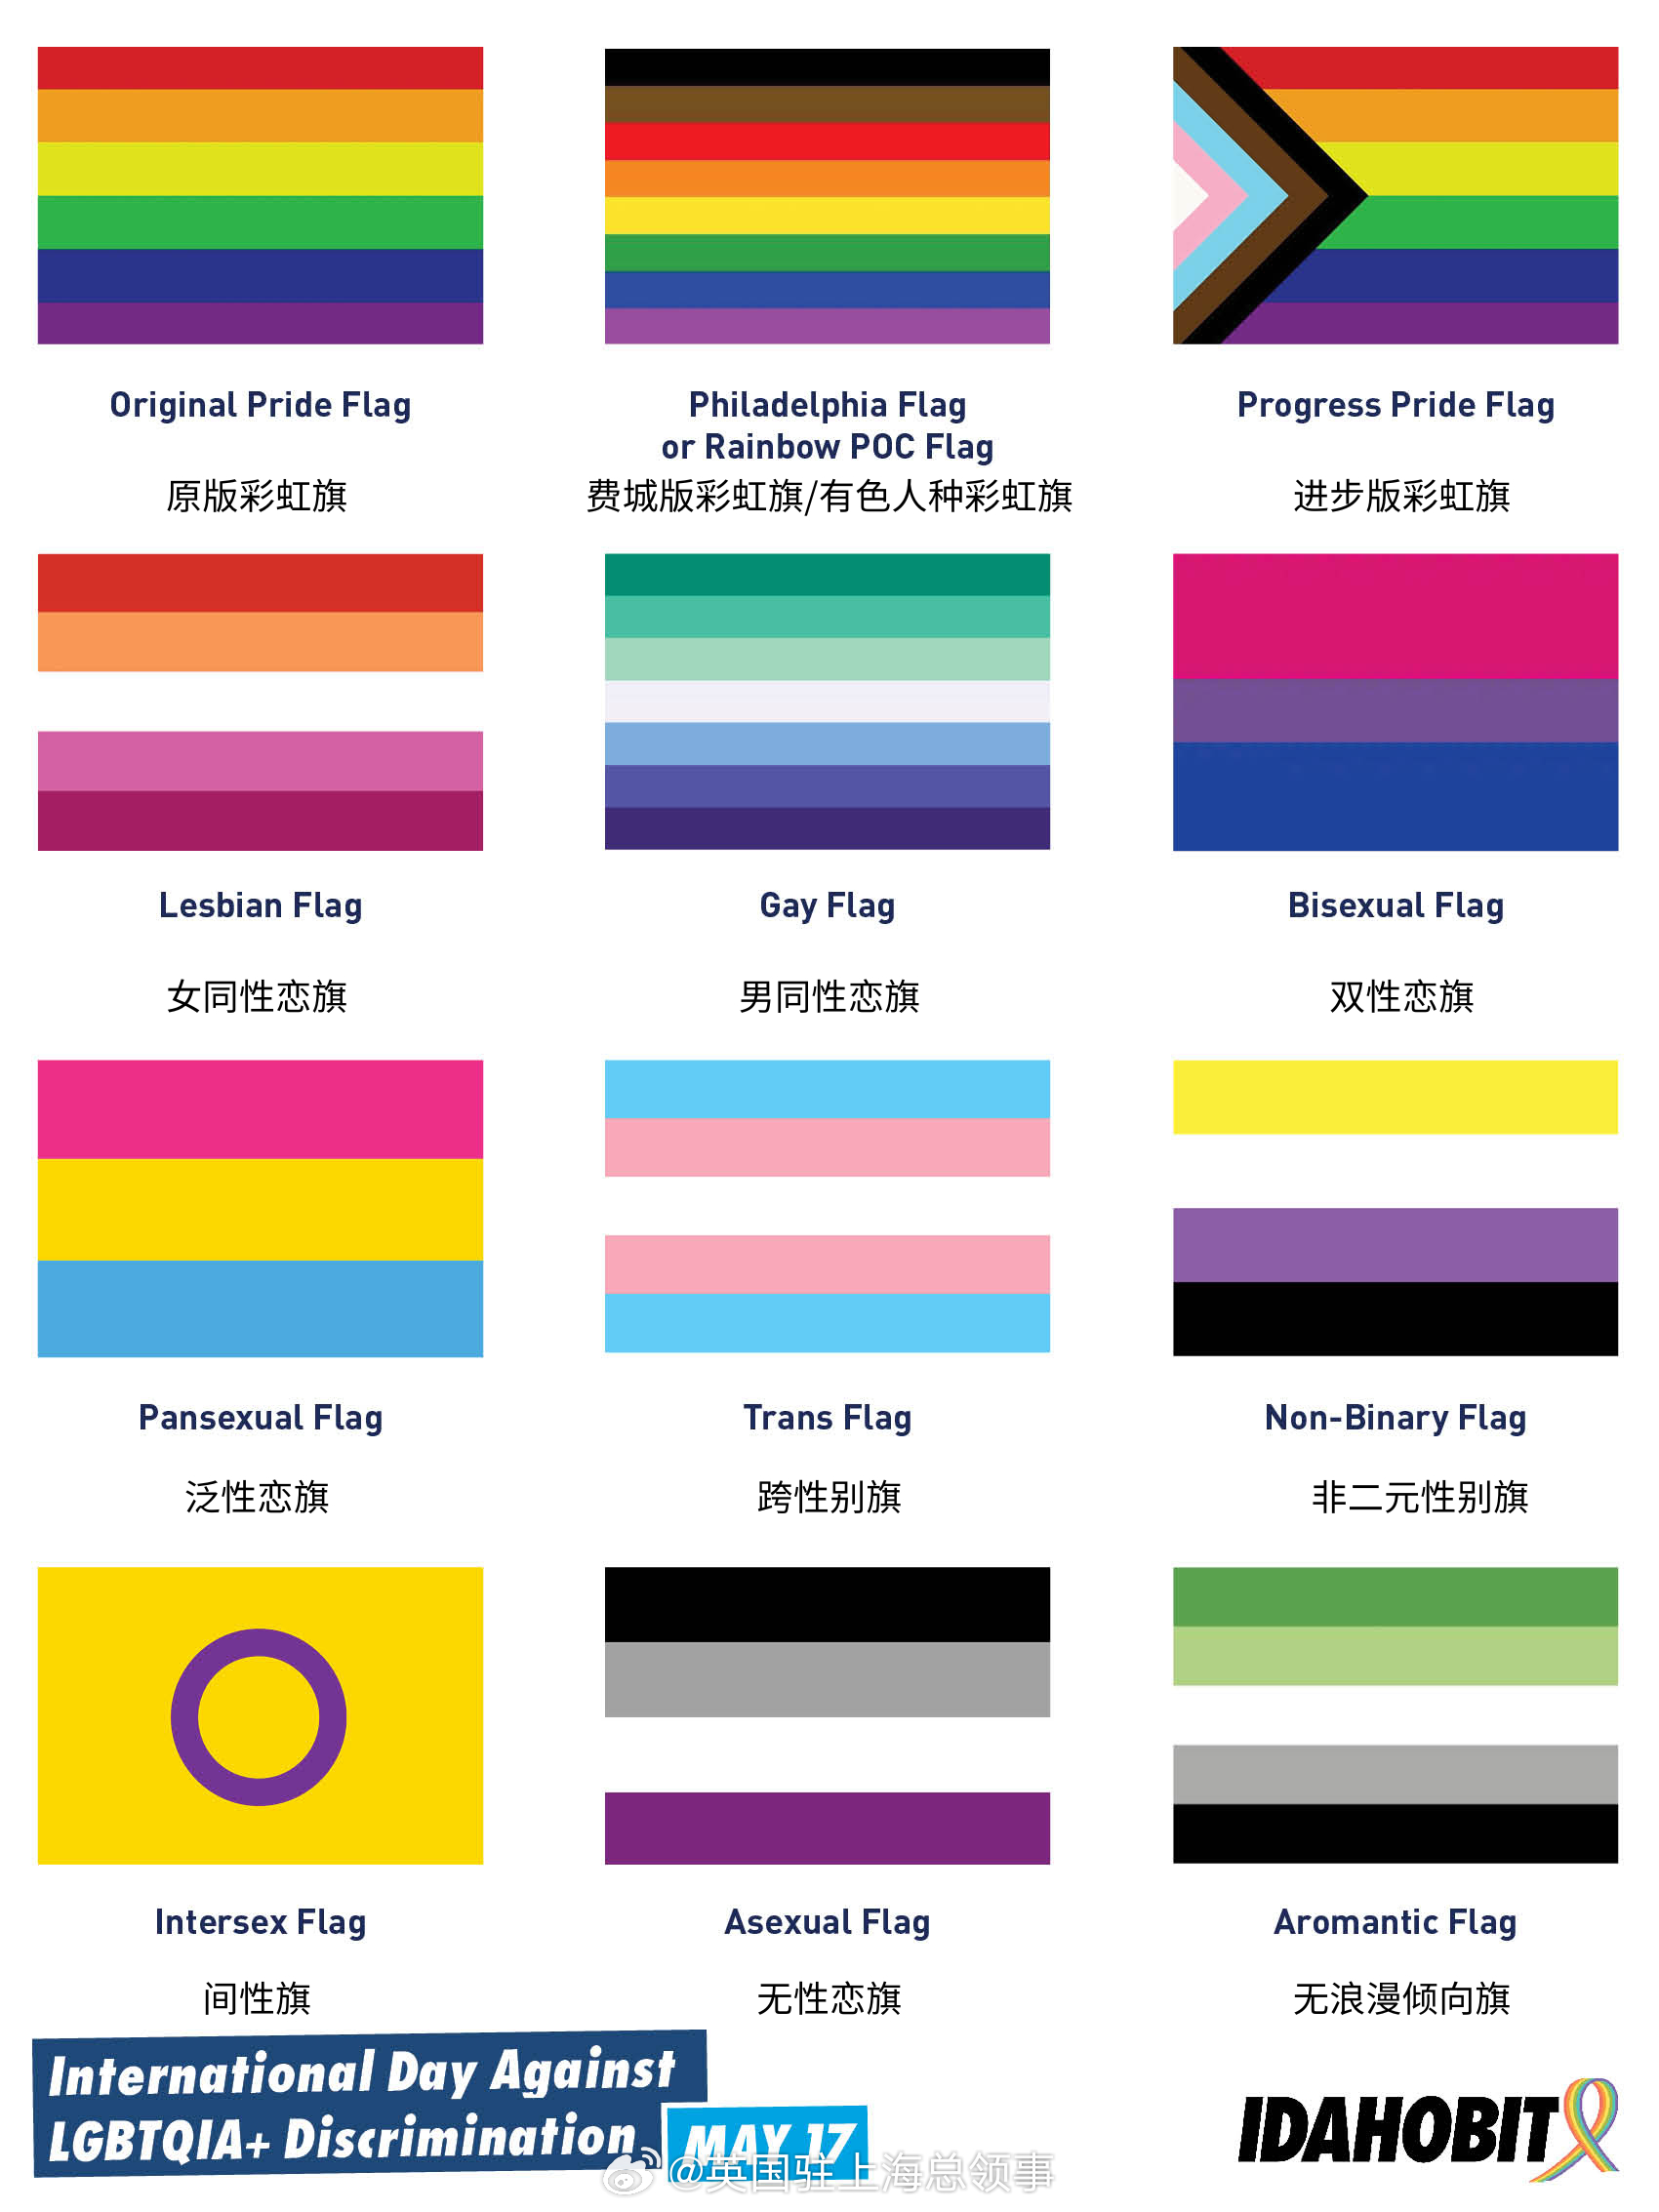 Original Pride Flag
原版彩虹旗
Philadelphia Flag
or Rainbow POC Flag
费城版彩虹旗/有色人种彩虹旗
Progress Pride Flag
进步版彩虹旗
Lesbian Flag
女同性恋旗
Gay Flag
男同性恋旗
Bisexual Flag
双性恋旗
Pansexual Flag
泛性恋旗
Trans Flag
跨性别旗
Non-Binary Flag
非二元性别旗
Intersex Flag
间性旗
Asexual Flag
无性恋旗
Aromantic Flag
无浪漫倾向旗
International Day Against
LGBTQIA+ Discrimination
MAY 17
@英国驻上海总领事
IDAHOBIT